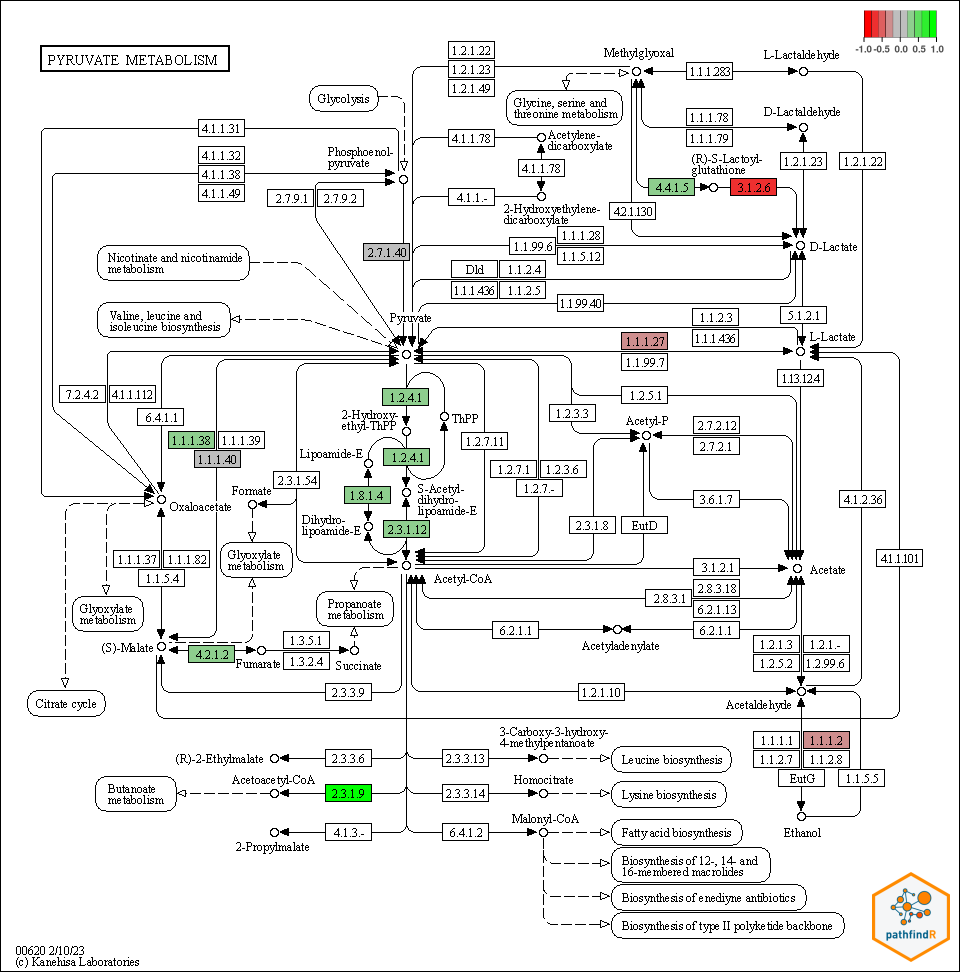 -1.0 -0.5 0.0 0.5 1.0
PYRUVATE METABOLISM
1.2.1.22
1.2.1.23
1.2.1.49
Methylglyoxal
1.1.1.283
L-Lactaldehyde
Glycolysis
Glycine, serine and
threonine metabolism
D-Lactaldehyde
1.1.1.78
1.1.1.79
4.1.1.31
4.1.1.32
4.1.1.38
4.1.1.49
Phosphoenol-
pyruvate
4.1.1.78
Acetylene-
dicarboxylate
4.1.1.78
(R)-S-Lactoyl-
glutathione
1.2.1.23
1.2.1.22
4.4.1.5
3.1.2.6
2.7.9.1
2.7.9.2
4.1.1.-
2-Hydroxyethylene-
dicarboxylate
4.2.1.130
2.7.1.40
1.1.99.6
1.1.1.28
1.1.5.12
D-Lactate
Nicotinate and nicotinamide
metabolism
Dld
1.1.2.4
1.1.1.436
1.1.2.5
1.1.99.40
Valine, leucine and
isoleucine biosynthesis
Pyruvate
1.1.2.3
1.1.1.436
5.1.2.1
L-Lactate
1.1.1.27
1.1.99.7
1.13.12.4
7.2.4.2
4.1.1.112
6.4.1.1
1.2.4.1
1.2.5.1
1.2.3.3
2-Hydroxy-
ethyl-ThPP
ThPP
Acetyl-P
2.7.2.12
2.7.2.1
1.1.1.38
1.1.1.39
1.1.1.40
1.2.7.11
Lipoamide-E
1.2.4.1
1.2.7.1
1.2.3.6
1.2.7.-
2.3.1.54
Formate
1.8.1.4
S-Acetyl-
dihydro-
lipoamide-E
3.6.1.7
4.1.2.36
Oxaloacetate
Dihydro-
lipoamide-E
2.3.1.12
2.3.1.8
EutD
1.1.1.37
1.1.1.82
1.1.5.4
Glyoxylate
metabolism
4.1.1.101
Acetyl-CoA
3.1.2.1
Acetate
2.8.3.18
2.8.3.1
6.2.1.13
Glyoxylate
metabolism
Propanoate
metabolism
6.2.1.1
6.2.1.1
Acetyladenylate
(S)-Malate
4.2.1.2
Fumarate
1.3.5.1
1.3.2.4
Succinate
1.2.1.3
1.2.1.-
1.2.5.2
1.2.99.6
Citrate cycle
2.3.3.9
1.2.1.10
Acetaldehyde
(R)-2-Ethylmalate
2.3.3.6
2.3.3.13
3-Carboxy-3-hydroxy-
4-methylpentanoate
Leucine biosynthesis
1.1.1.1
1.1.1.2
1.1.2.7
1.1.2.8
EutG
1.1.5.5
Butanoate
metabolism
Acetoacetyl-CoA
2.3.1.9
2.3.3.14
Homocitrate
Lysine biosynthesis
Ethanol
2-Propylmalate
4.1.3.-
6.4.1.2
Malonyl-CoA
Fatty acid biosynthesis
Biosynthesis of 12-, 14- and
16-membered macrolides
Biosynthesis of enediyne antibiotics
Biosynthesis of type II polyketide backbone
pathfindR
00620 2/10/23
(c) Kanehisa Laboratories